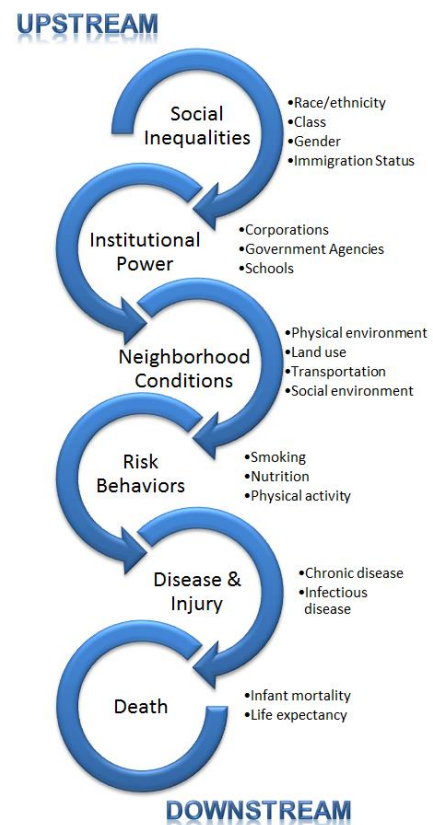 UPSTREAM
Social
Inequalities
•Race/ethnicity
•Class
•Gender
•Immigration Status
Institutional
Power
•Corporations
•Government Agencies
•Schools
Neighborhood
Conditions
•Physical environment
•Land use
•Transportation
•Social environment
Risk
Behaviors
•Smoking
•Nutrition
•Physical activity
Disease &
Injury
•Chronic disease
•Infectious
disease
Death
•Infant mortality
•Life expectancy
DOWNSTREAM